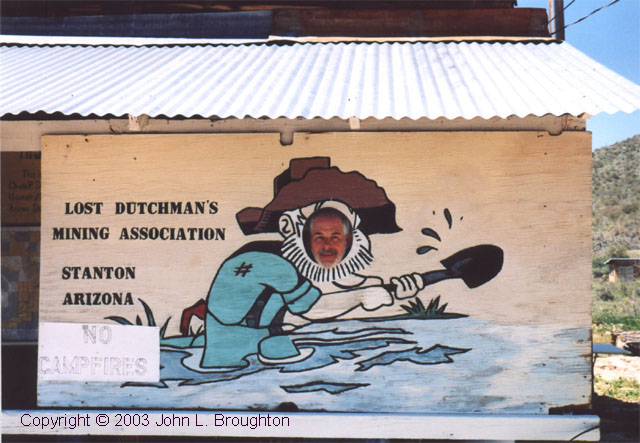 LOST DUTCHMAN'S
MINING ASSOCIATION
STANTON
ARIZONA
NO
CAMPFIRES
Copyright © 2003 John L. Broughton